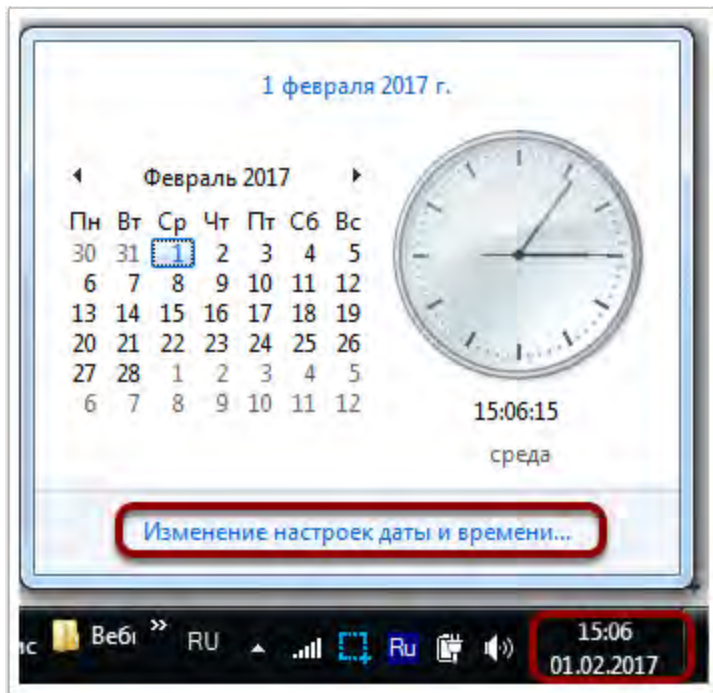 1 февраля 2017 г.
Февраль 2017
Пн Вт Ср Чт Пт Сб Вс
30 31 1 2 3 4 5
6 7 8 9 10 11 12
13 14 15 16 17 18 19
20 21 22 23 24 25 26
27 28 1 2 3 4 5
6 7 8 9 10 11 12
15:06:15
среда
Изменение настроек даты и времени...
ис Вебі » RU Ru 15:06
01.02.2017